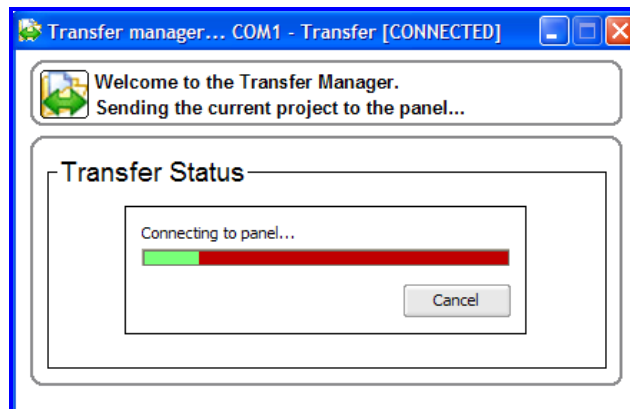 Transfer manager... COM1 - Transfer [CONNECTED]
Welcome to the Transfer Manager.
Sending the current project to the panel...
Transfer Status
Connecting to panel...
Cancel